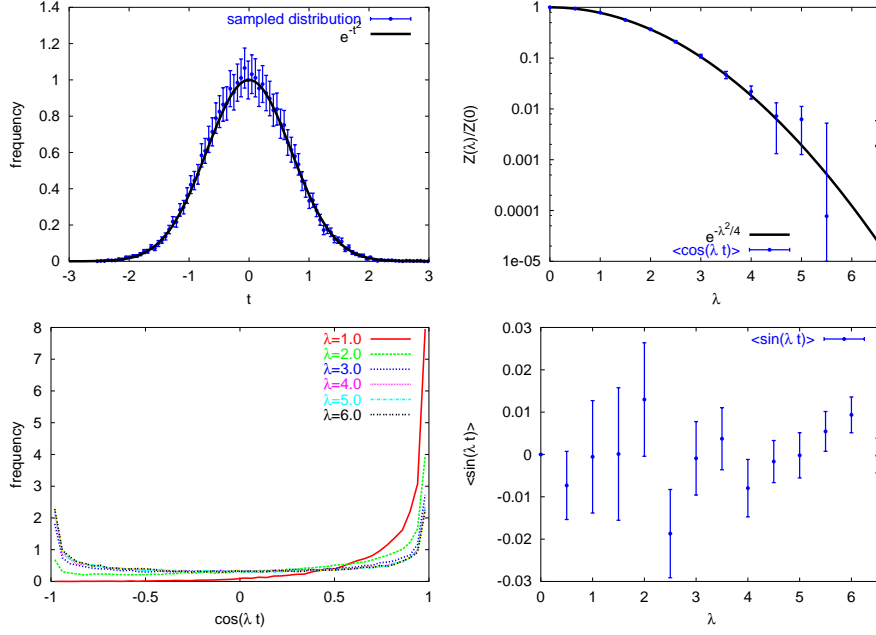 sampled distribution
e^-t^2
frequency
1.4
1.2
1
0.8
0.6
0.4
0.2
0
-3 -2 -1 0 1 2 3
t
Z(λ)/Z(0)
1
0.1
0.01
0.001
0.0001
1e-05
e^-λ^2/4
<cos(λ t)>
0 1 2 3 4 5 6
λ
frequency
8
7
6
5
4
3
2
1
0
λ=1.0
λ=2.0
λ=3.0
λ=4.0
λ=5.0
λ=6.0
-1 -0.5 0 0.5 1
cos(λ t)
<sin(λ t)>
<sin(λ t)>
0.03
0.02
0.01
0
-0.01
-0.02
-0.03
0 1 2 3 4 5 6
λ